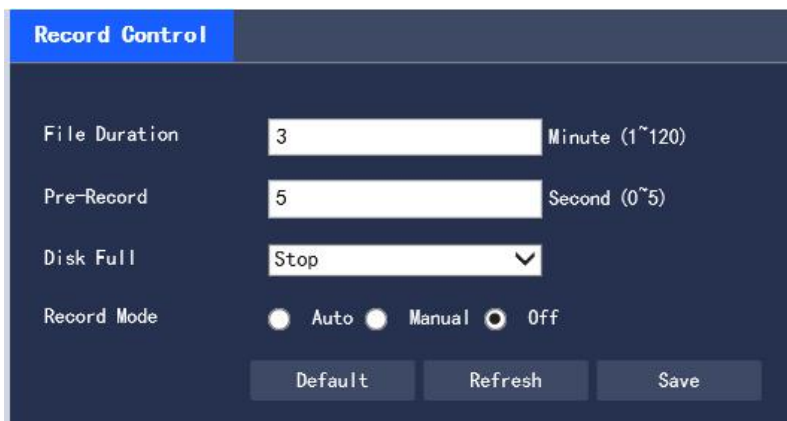 Record Control
File Duration 3 Minute (1~120)
Pre-Record 5 Second (0~5)
Disk Full Stop
Record Mode Auto Manual Off
Default Refresh Save